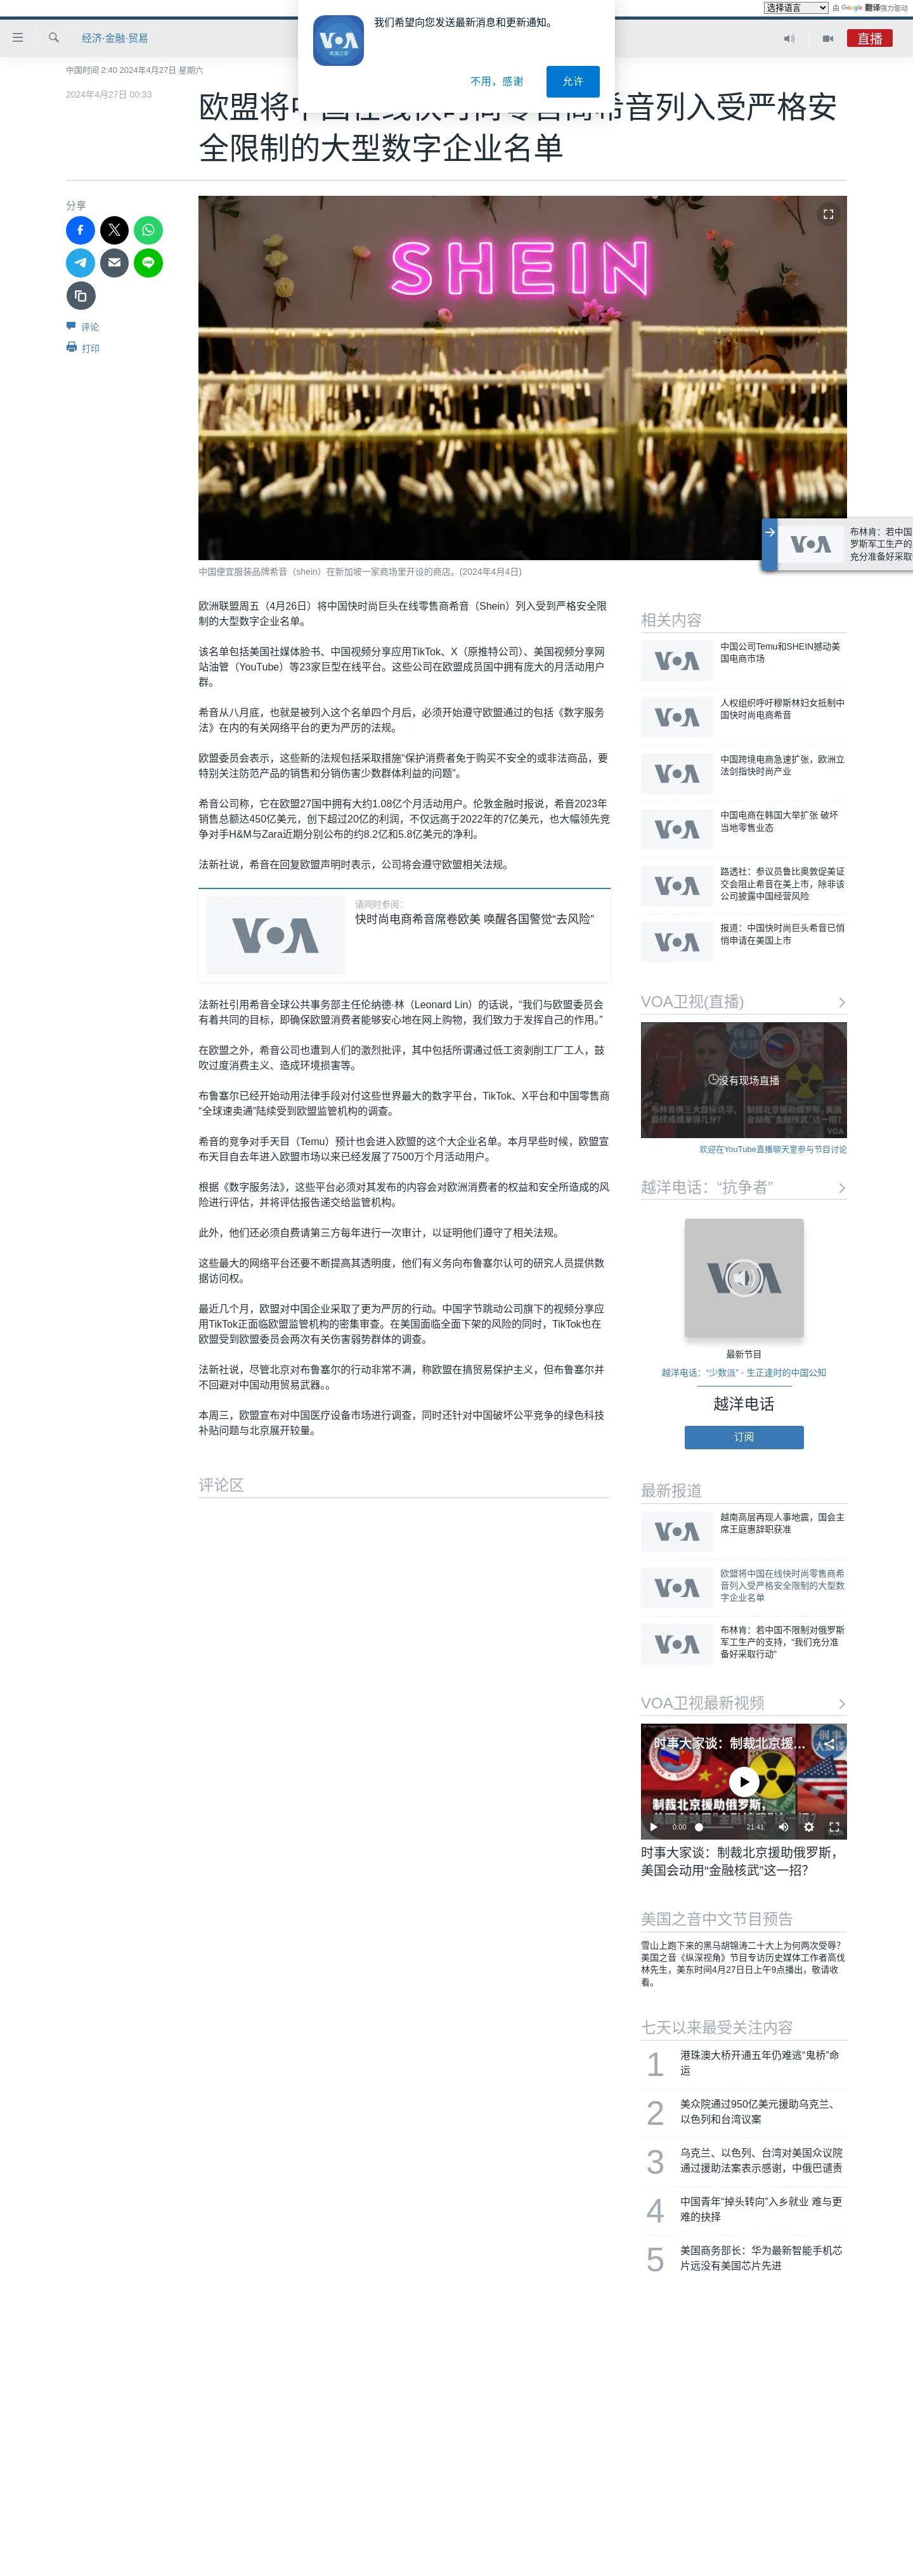 选择语言
由 Google 翻译强力驱动
经济·金融·贸易
直播
VOA
美国之音
我们希望向您发送最新消息和更新通知。
不用，感谢
允许
中国时间 2:40 2024年4月27日 星期六
2024年4月27日 00:33
欧盟将中国在线快时尚零售商希音列入受严格安
全限制的大型数字企业名单
分享
评论
打印
SHEIN
中国便宜服装品牌希音（shein）在新加坡一家商场里开设的商店。(2024年4月4日)
VOA
布林肯：若中国
罗斯军工生产的
充分准备好采取
欧洲联盟周五（4月26日）将中国快时尚巨头在线零售商希音（Shein）列入受到严格安全限
制的大型数字企业名单。
该名单包括美国社媒体脸书、中国视频分享应用TikTok、X（原推特公司）、美国视频分享网
站油管（YouTube）等23家巨型在线平台。这些公司在欧盟成员国中拥有庞大的月活动用户
群。
希音从八月底，也就是被列入这个名单四个月后，必须开始遵守欧盟通过的包括《数字服务
法》在内的有关网络平台的更为严厉的法规。
欧盟委员会表示，这些新的法规包括采取措施“保护消费者免于购买不安全的或非法商品，要
特别关注防范产品的销售和分销伤害少数群体利益的问题”。
希音公司称，它在欧盟27国中拥有大约1.08亿个月活动用户。伦敦金融时报说，希音2023年
销售总额达450亿美元，创下超过20亿的利润，不仅远高于2022年的7亿美元，也大幅领先竞
争对手H&M与Zara近期分别公布的约8.2亿和5.8亿美元的净利。
法新社说，希音在回复欧盟声明时表示，公司将会遵守欧盟相关法规。
VOA
请同时参阅：
快时尚电商希音席卷欧美 唤醒各国警觉“去风险”
法新社引用希音全球公共事务部主任伦纳德·林（Leonard Lin）的话说，“我们与欧盟委员会
有着共同的目标，即确保欧盟消费者能够安心地在网上购物，我们致力于发挥自己的作用。”
在欧盟之外，希音公司也遭到人们的激烈批评，其中包括所谓通过低工资剥削工厂工人，鼓
吹过度消费主义、造成环境损害等。
布鲁塞尔已经开始动用法律手段对付这些世界最大的数字平台，TikTok、X平台和中国零售商
“全球速卖通”陆续受到欧盟监管机构的调查。
希音的竞争对手天目（Temu）预计也会进入欧盟的这个大企业名单。本月早些时候，欧盟宣
布天目自去年进入欧盟市场以来已经发展了7500万个月活动用户。
根据《数字服务法》，这些平台必须对其发布的内容会对欧洲消费者的权益和安全所造成的风
险进行评估，并将评估报告递交给监管机构。
此外，他们还必须自费请第三方每年进行一次审计，以证明他们遵守了相关法规。
这些最大的网络平台还要不断提高其透明度，他们有义务向布鲁塞尔认可的研究人员提供数
据访问权。
最近几个月，欧盟对中国企业采取了更为严厉的行动。中国字节跳动公司旗下的视频分享应
用TikTok正面临欧盟监管机构的密集审查。在美国面临全面下架的风险的同时，TikTok也在
欧盟受到欧盟委员会两次有关伤害弱势群体的调查。
法新社说，尽管北京对布鲁塞尔的行动非常不满，称欧盟在搞贸易保护主义，但布鲁塞尔并
不回避对中国动用贸易武器。。
本周三，欧盟宣布对中国医疗设备市场进行调查，同时还针对中国破坏公平竞争的绿色科技
补贴问题与北京展开较量。
评论区
相关内容
VOA
中国公司Temu和SHEIN撼动美
国电商市场
VOA
人权组织呼吁穆斯林妇女抵制中
国快时尚电商希音
VOA
中国跨境电商急速扩张，欧洲立
法剑指快时尚产业
VOA
中国电商在韩国大举扩张 破坏
当地零售业态
VOA
路透社：参议员鲁比奥敦促美证
交会阻止希音在美上市，除非该
公司披露中国经营风险
VOA
报道：中国快时尚巨头希音已悄
悄申请在美国上市
VOA卫视(直播)
没有现场直播
欢迎在YouTube直播聊天室参与节目讨论
越洋电话：“抗争者”
VOA
最新节目
越洋电话：“少数派” - 生正逢时的中国公知
越洋电话
订阅
最新报道
VOA
越南高层再现人事地震，国会主
席王庭惠辞职获准
VOA
欧盟将中国在线快时尚零售商希
音列入受严格安全限制的大型数
字企业名单
VOA
布林肯：若中国不限制对俄罗斯
军工生产的支持，“我们充分准
备好采取行动”
VOA卫视最新视频
时事大家谈：制裁北京援...
制裁北京援助俄罗斯，
0:00
21:41
时事大家谈：制裁北京援助俄罗斯，
美国会动用“金融核武”这一招？
美国之音中文节目预告
雪山上跑下来的黑马胡锦涛二十大上为何两次受辱？
美国之音《纵深视角》节目专访历史媒体工作者高伐
林先生，美东时间4月27日日上午9点播出，敬请收
看。
七天以来最受关注内容
1
港珠澳大桥开通五年仍难逃“鬼桥”命
运
2
美众院通过950亿美元援助乌克兰、
以色列和台湾议案
3
乌克兰、以色列、台湾对美国众议院
通过援助法案表示感谢，中俄巴谴责
4
中国青年“掉头转向”入乡就业 难与更
难的抉择
5
美国商务部长：华为最新智能手机芯
片远没有美国芯片先进